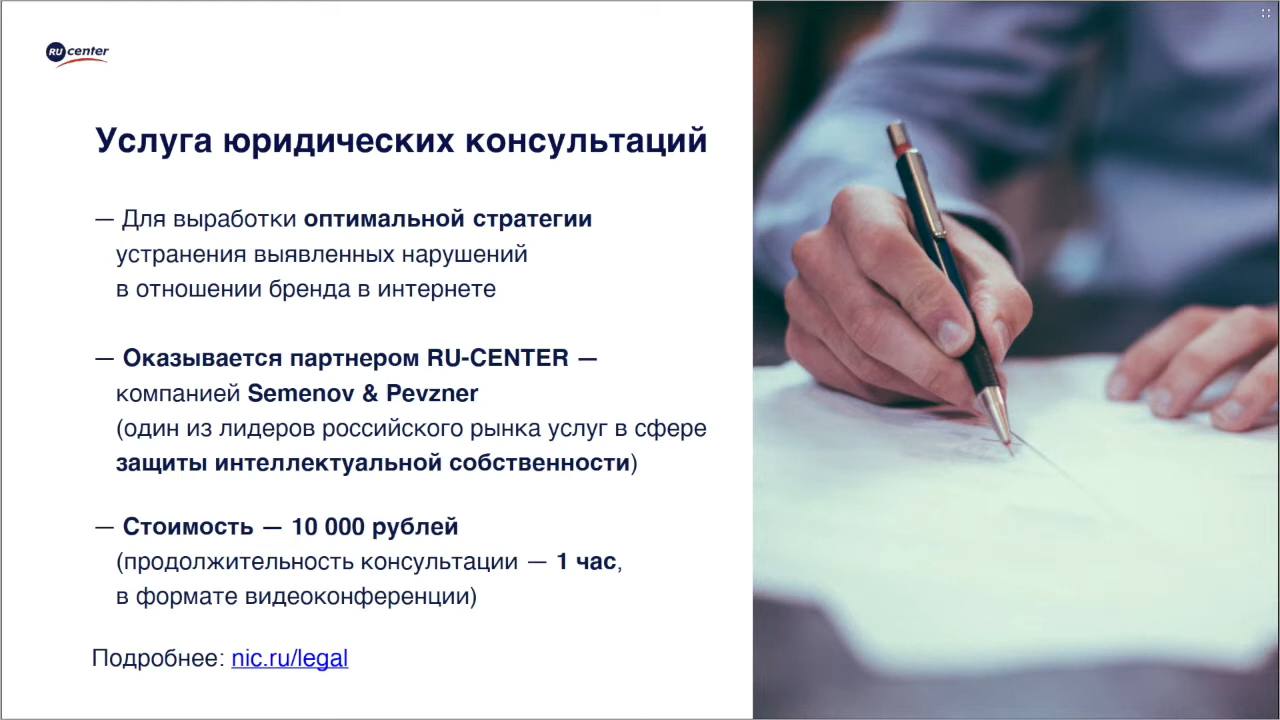 RU center
Услуга юридических консультаций
— Для выработки оптимальной стратегии
устранения выявленных нарушений
в отношении бренда в интернете
— Оказывается партнером RU-CENTER —
компанией Semenov & Pevzner
(один из лидеров российского рынка услуг в сфере
защиты интеллектуальной собственности)
— Стоимость — 10 000 рублей
(продолжительность консультации — 1 час,
в формате видеоконференции)
Подробнее: nic.ru/legal